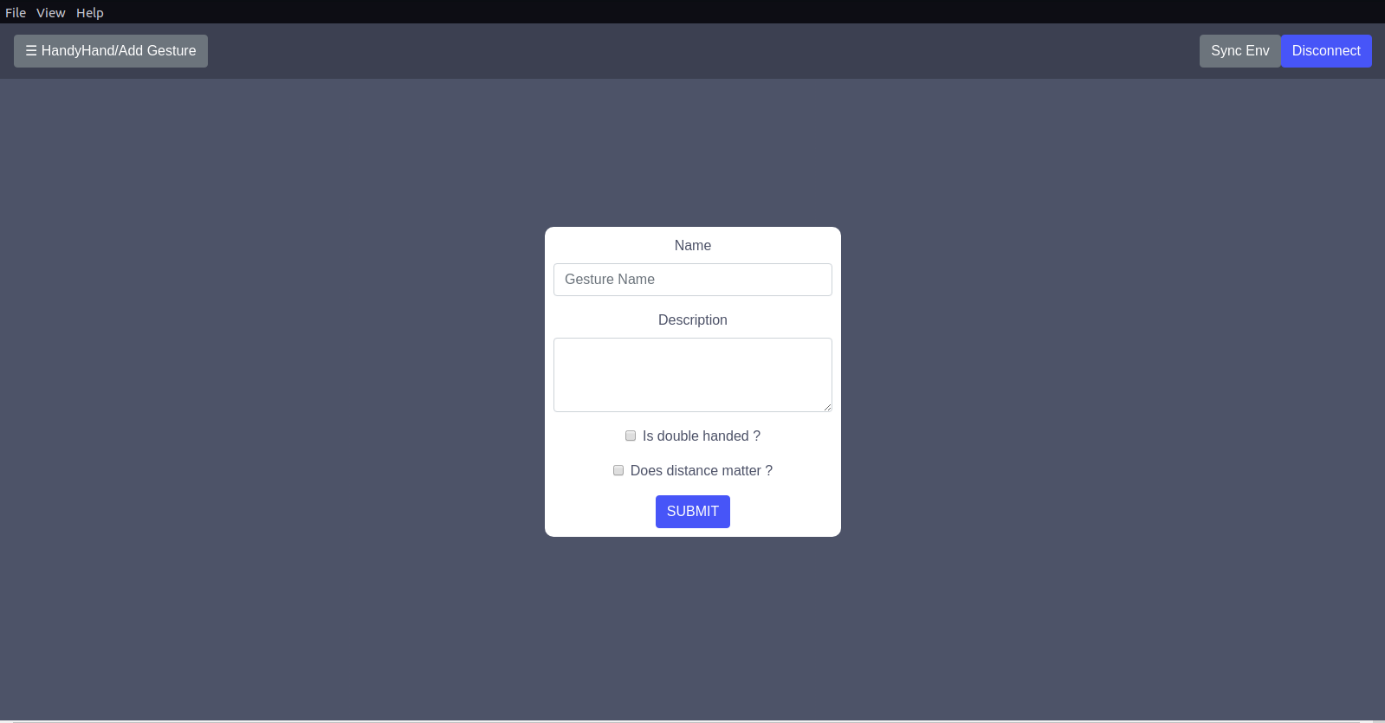 File View Help
☰ HandyHand/Add Gesture
Sync Env
Disconnect
Name
Gesture Name
Description
Is double handed ?
Does distance matter ?
SUBMIT